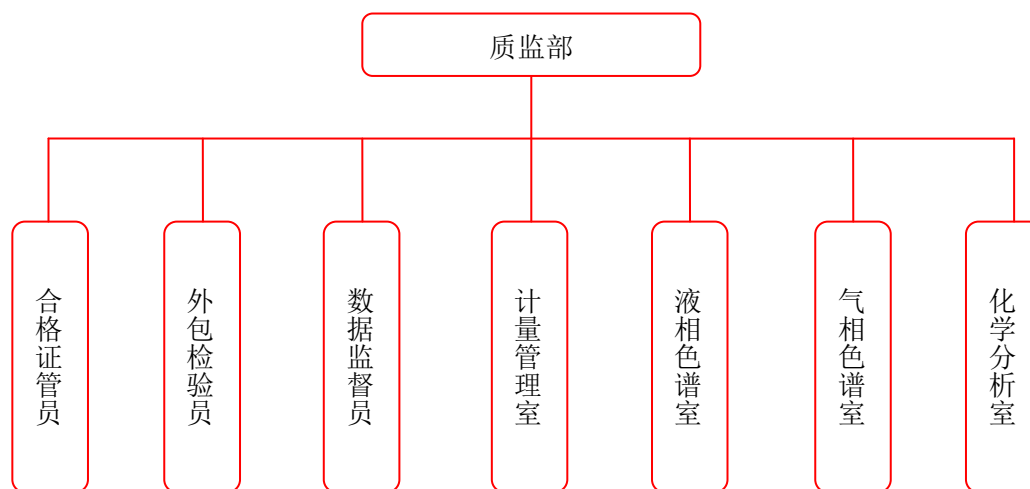 质监部
合格证管员
外包检验员
数据监督员
计量管理室
液相色谱室
气相色谱室
化学分析室